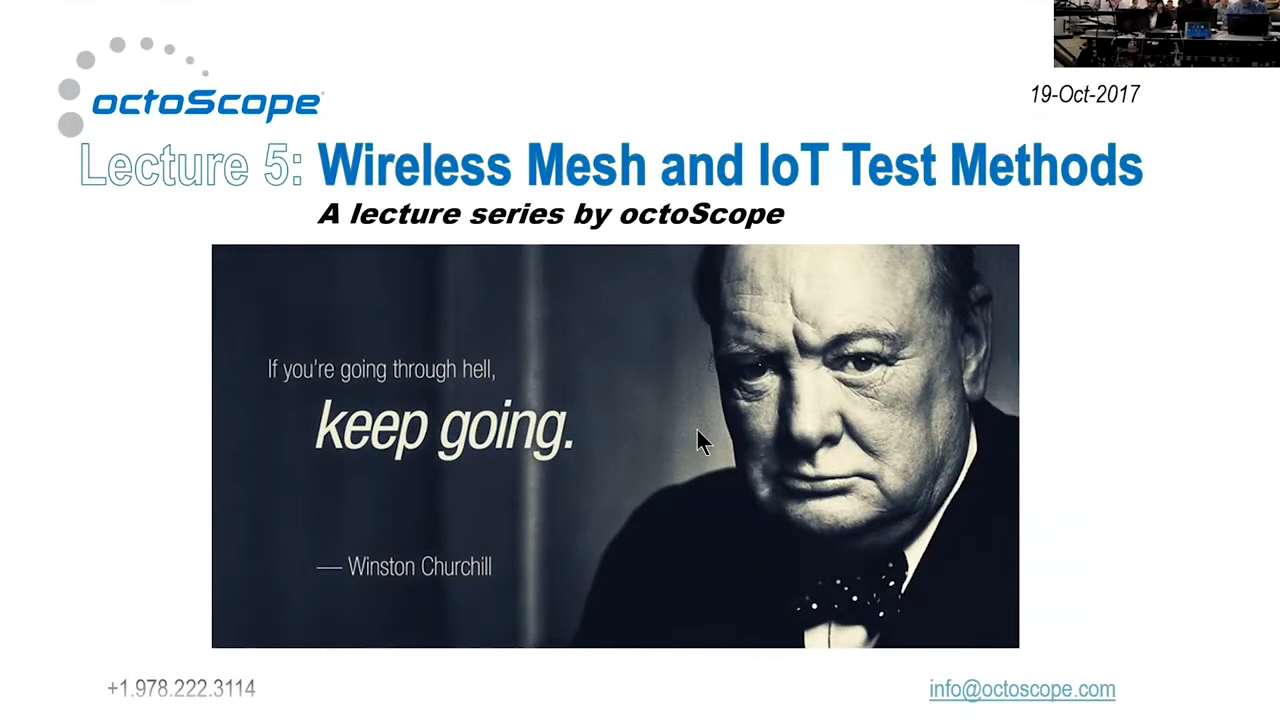 octoScope
19-Oct-2017
Lecture 5: Wireless Mesh and IoT Test Methods
A lecture series by octoScope
If you're going through hell,
keep going.
— Winston Churchill
+1.978.222.3114
info@octoscope.com